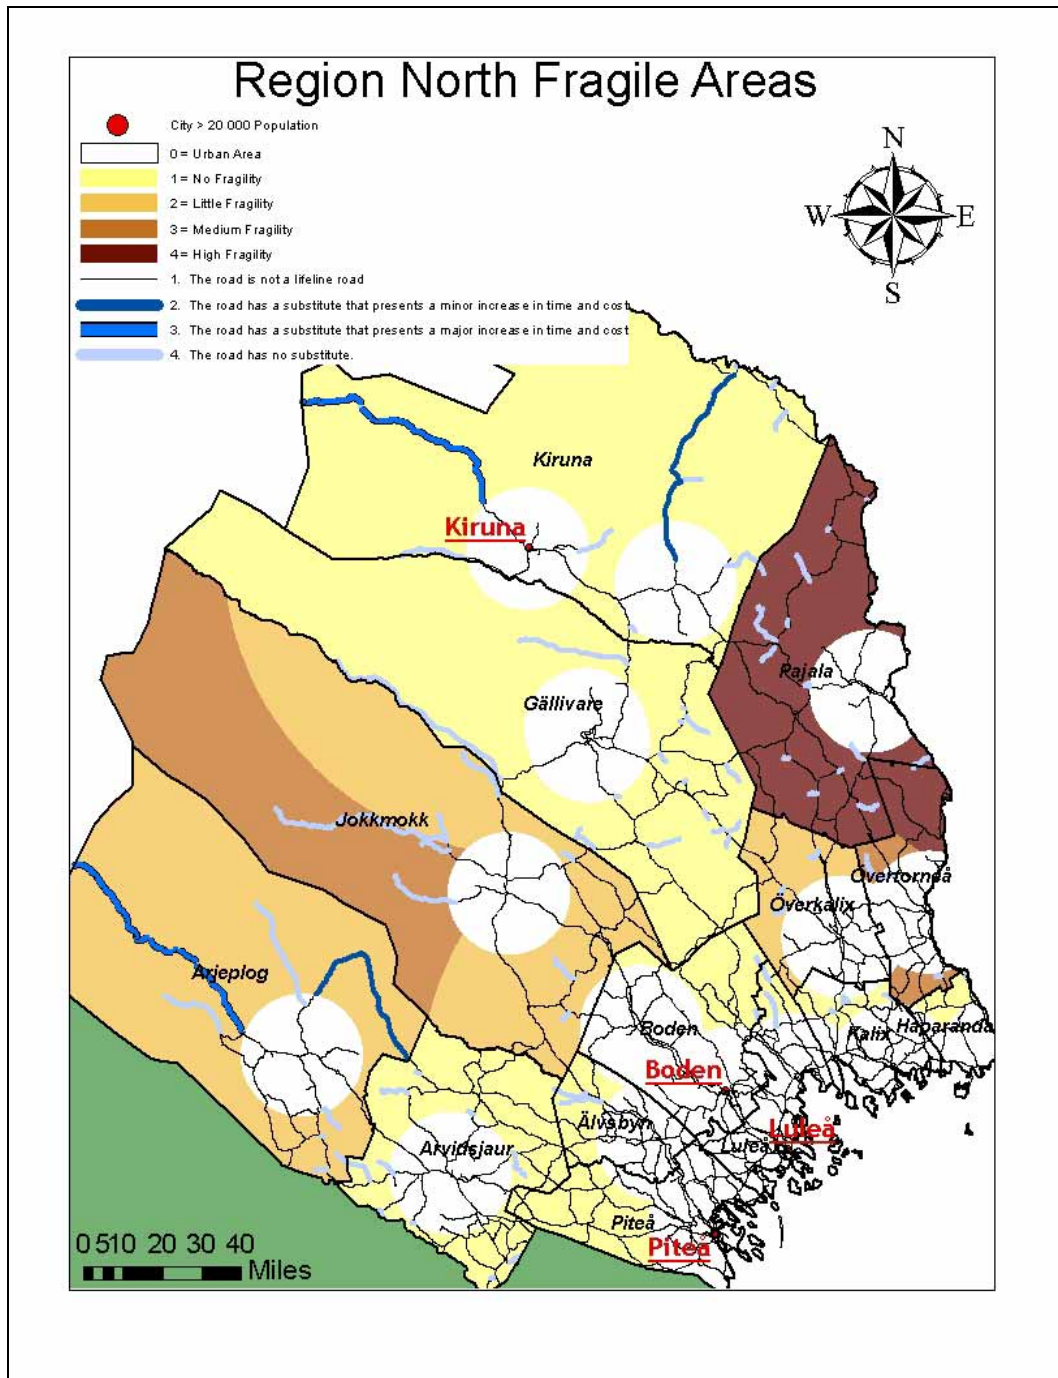 Region North Fragile Areas
City > 20 000 Population
0 = Urban Area
1 = No Fragility
2 = Little Fragility
3 = Medium Fragility
4 = High Fragility
1. The road is not a lifeline road
2. The road has a substitute that presents a minor increase in time and cost
3. The road has a substitute that presents a major increase in time and cost
4. The road has no substitute.
N
W
E
S
Kiruna
Kiruna
Pajala
Gällivare
Jokkmokk
Övertorneå
Överkalix
Arjeplog
Boden
Kalix
Haparanda
Boden
Älvsbyn
Luleå
Arvidsjaur
Luleå
Piteå
Piteå
0 5 10 20 30 40
Miles